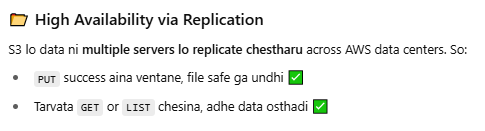 📂 High Availability via Replication
S3 lo data ni multiple servers lo replicate chestharu across AWS data centers. So:
• PUT success aina ventane, file safe ga undhi ✅
• Tarvata GET or LIST chesina, adhe data osthadi ✅